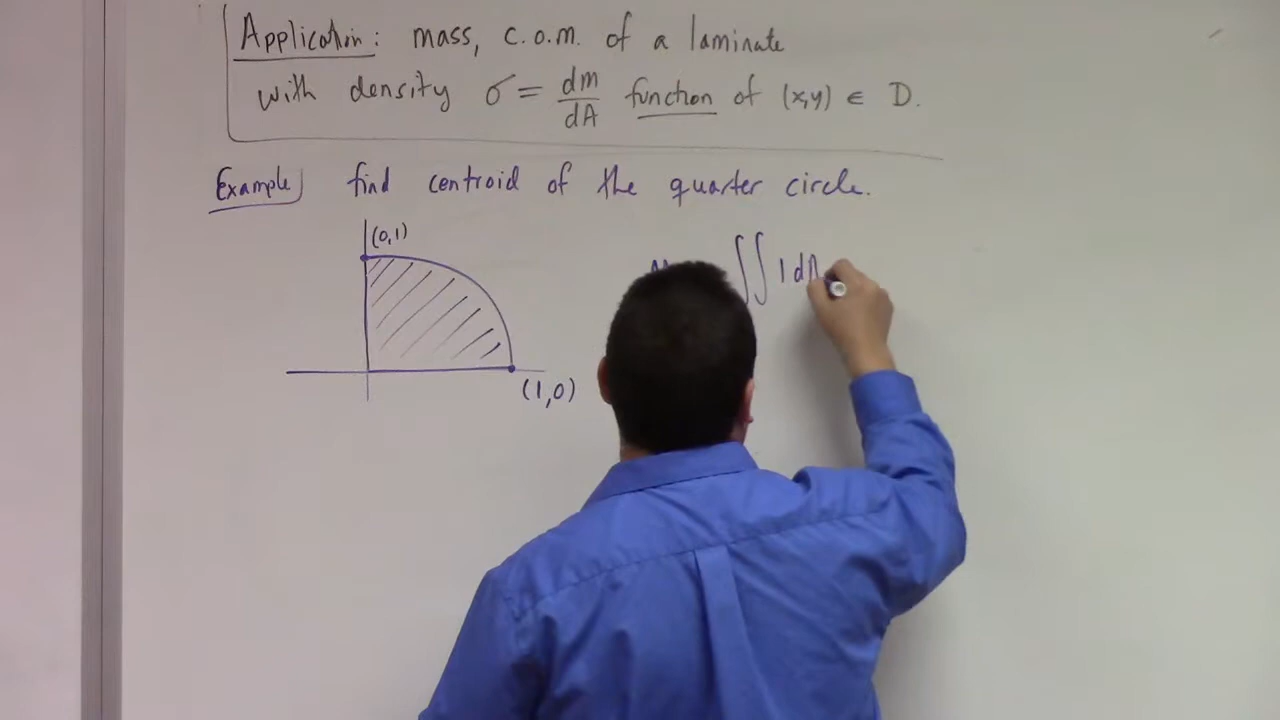 Application: mass, c.o.m. of a laminate
with density σ = dm/dA function of (x,y) ∈ D.
Example) find centroid of the quarter circle.
(0,1)
∬ 1 dA
(1,0)